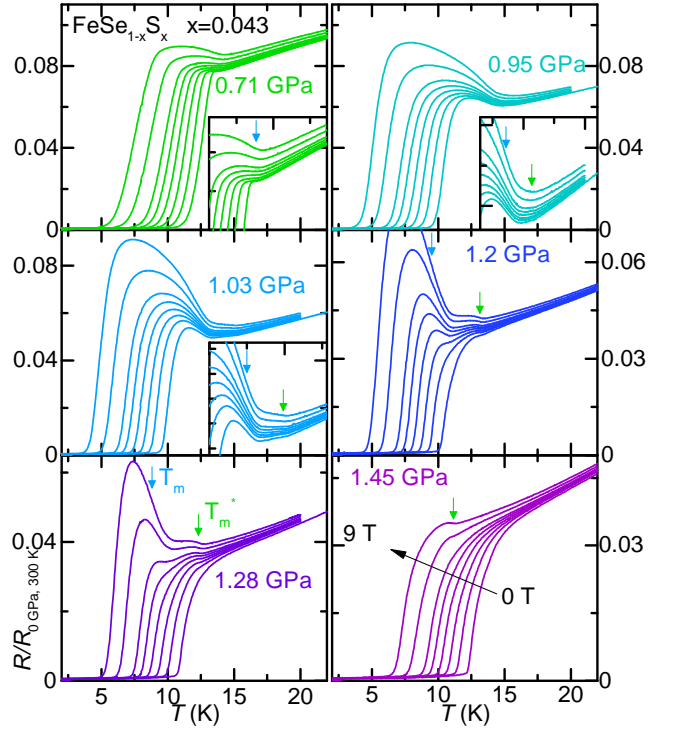 FeSe1-xSx x=0.043
0.08
0.04
0
0.71 GPa
0.95 GPa
0.08
0.04
0
0.08
0.04
0
1.03 GPa
1.2 GPa
0.06
0.03
0
0.04
0
Tm
Tm*
1.28 GPa
1.45 GPa
9 T
0 T
0.03
0
R/R0 GPa, 300 K
5 10 15 20
T (K)
5 10 15 20
T (K)